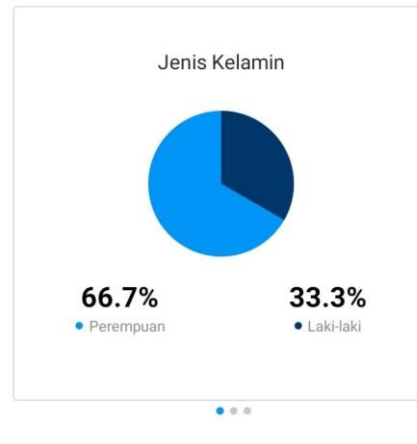 Jenis Kelamin
66.7%
33.3%
Perempuan
Laki-laki